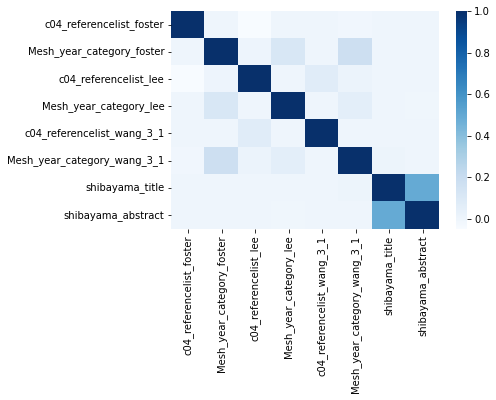 c04_referencelist_foster
Mesh_year_category_foster
c04_referencelist_lee
Mesh_year_category_lee
c04_referencelist_wang_3_1
Mesh_year_category_wang_3_1
shibayama_title
shibayama_abstract
c04_referencelist_foster
Mesh_year_category_foster
c04_referencelist_lee
Mesh_year_category_lee
c04_referencelist_wang_3_1
Mesh_year_category_wang_3_1
shibayama_title
shibayama_abstract
1.0
0.8
0.6
0.4
0.2
0.0